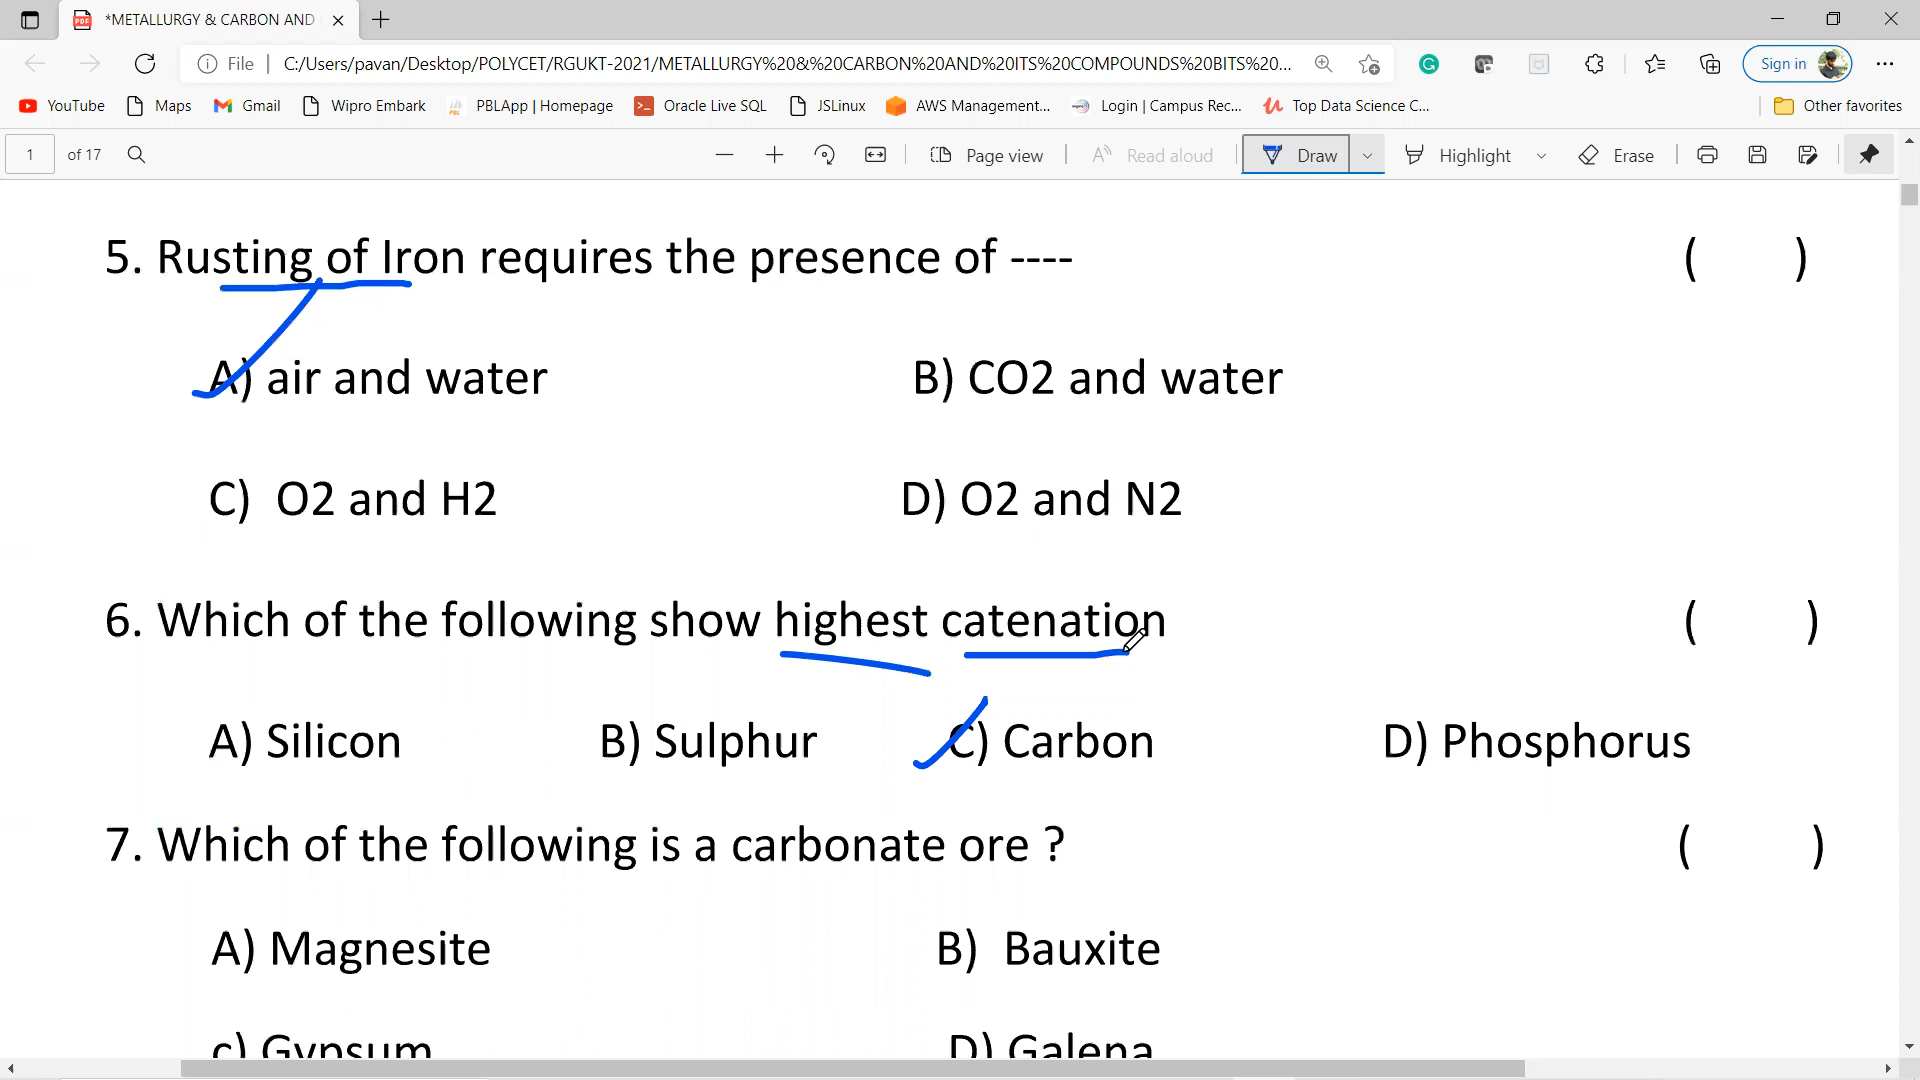 *METALLURGY & CARBON AND
File C:/Users/pavan/Desktop/POLYCET/RGUKT-2021/METALLURGY%20&%20CARBON%20AND%20ITS%20COMPOUNDS%20BITS%20... Sign in
YouTube Maps Gmail Wipro Embark PBLApp | Homepage Oracle Live SQL JSLinux AWS Management... Login | Campus Rec... Top Data Science C... Other favorites
1 of 17 Page view Read aloud Draw Highlight Erase
5. Rusting of Iron requires the presence of ---- ( )
A) air and water B) CO2 and water
C) O2 and H2 D) O2 and N2
6. Which of the following show highest catenation ( )
A) Silicon B) Sulphur C) Carbon D) Phosphorus
7. Which of the following is a carbonate ore ? ( )
A) Magnesite B) Bauxite
c) Gypsum D) Galena